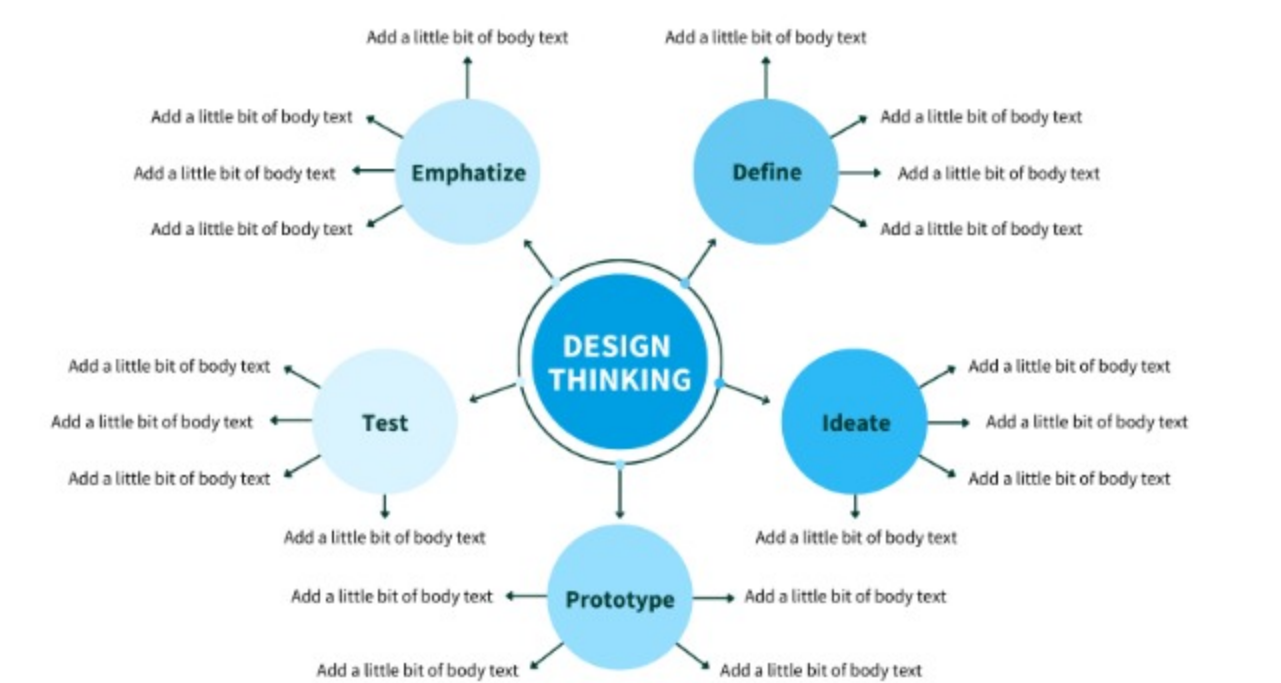 Add a little bit of body text
Add a little bit of body text
Add a little bit of body text
Add a little bit of body text
Add a little bit of body text
Add a little bit of body text
Emphatize
Define
Add a little bit of body text
Add a little bit of body text
DESIGN
THINKING
Add a little bit of body text
Add a little bit of body text
Add a little bit of body text
Test
Ideate
Add a little bit of body text
Add a little bit of body text
Add a little bit of body text
Add a little bit of body text
Add a little bit of body text
Add a little bit of body text
Prototype
Add a little bit of body text
Add a little bit of body text
Add a little bit of body text